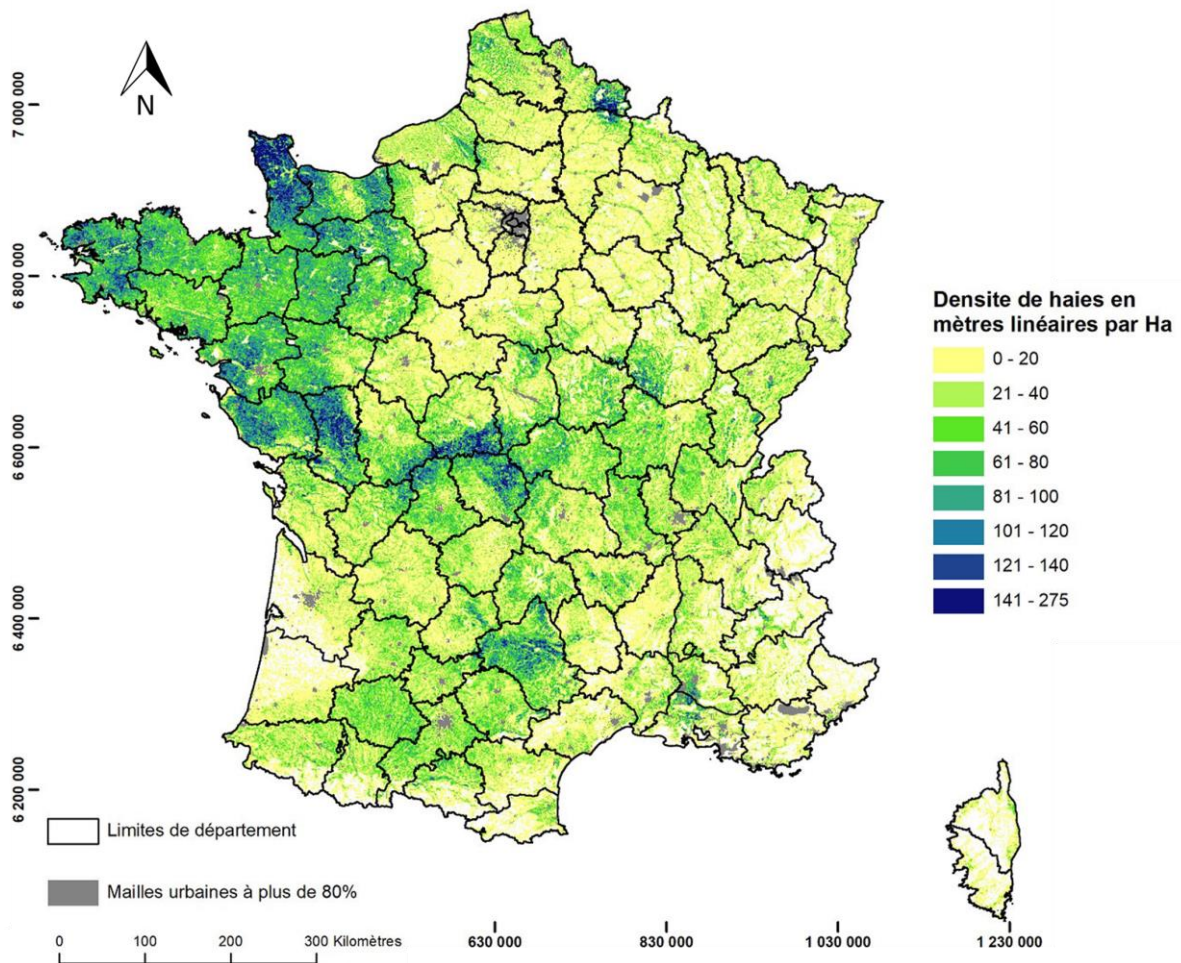 N
7 000 000
6 800 000
6 600 000
6 400 000
6 200 000
Densite de haies en
mètres linéaires par Ha
0 - 20
21 - 40
41 - 60
61 - 80
81 - 100
101 - 120
121 - 140
141 - 275
Limites de département
Mailles urbaines à plus de 80%
0 100 200 300 Kilomètres
630 000 830 000 1 030 000 1 230 000